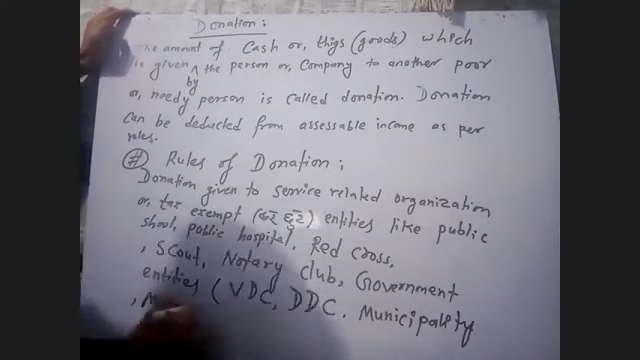 Donation:
The amount of cash or, thigs (goods) which
is given by the person or, company to another poor
or, needy person is called donation. Donation
can be deducted from assessable income as per
rules.
# Rules of Donation:
Donation given to service related organization
or, tax exempt (कर छुट) entities like public
shool, public hospital, Red cross,
, Scout, Notary club, Government
entities (VDC, DDC. Municipality